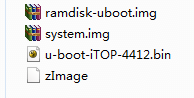 ramdisk-uboot.img
system.img
u-boot-iTOP-4412.bin
zImage